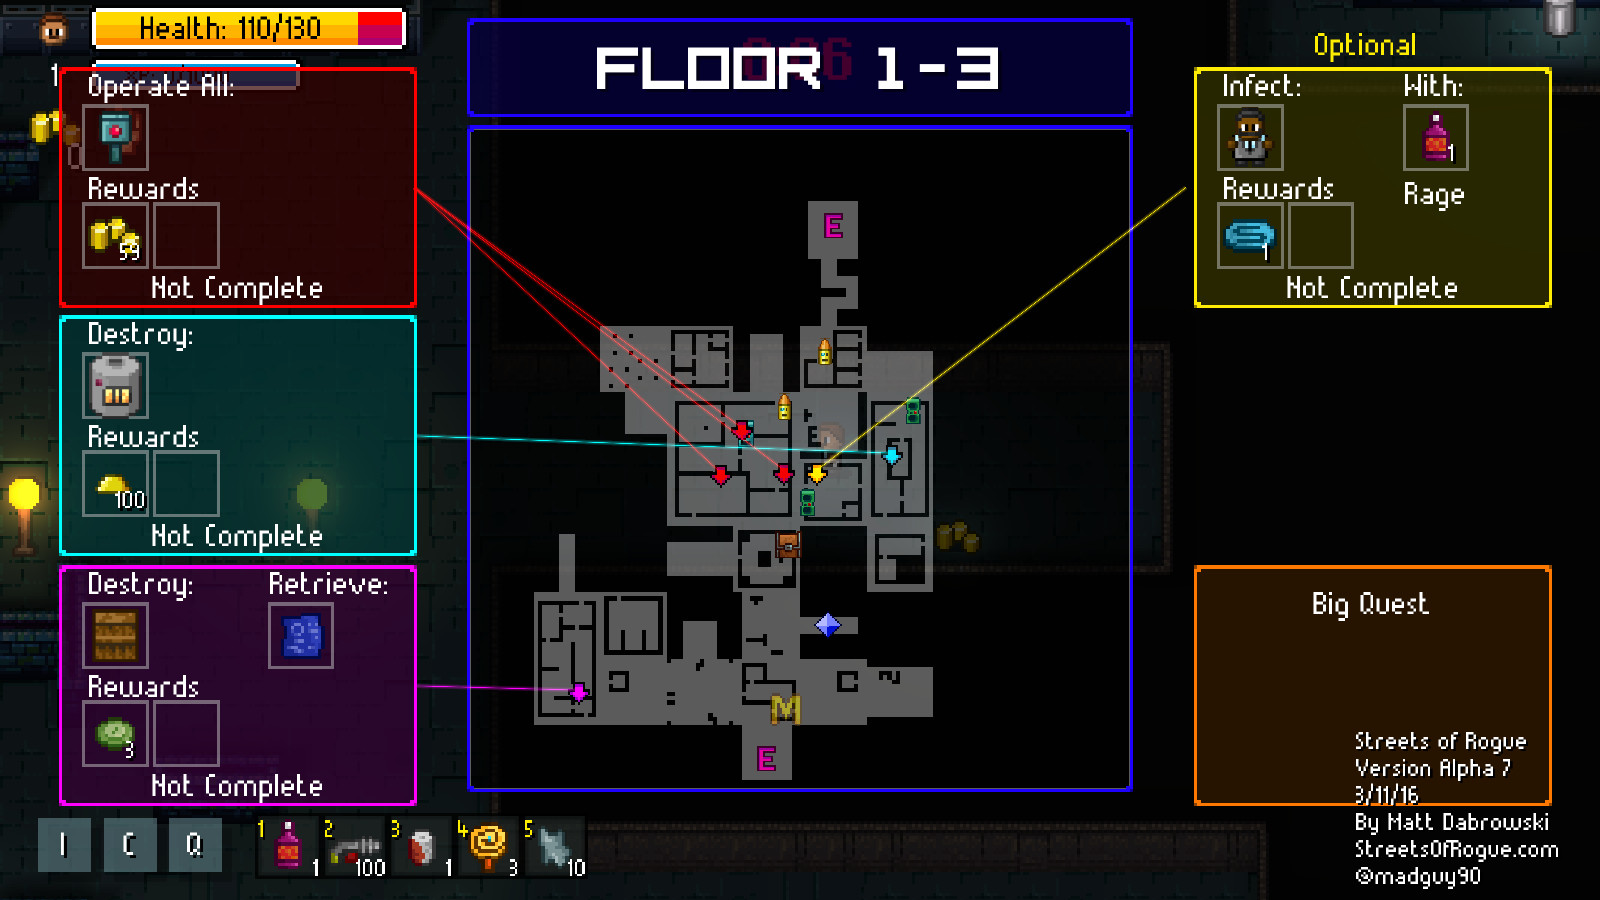 Health: 110/130
1
FLOOR 1-3
Operate All:
Rewards
99
Not Complete
Destroy:
Rewards
100
Not Complete
Destroy: Retrieve:
Rewards
3
Not Complete
E
E
M
E
Optional
Infect: With:
1
Rewards
Rage
1
Not Complete
Big Quest
Streets of Rogue
Version Alpha 7
3/11/16
By Matt Dabrowski
StreetsOfRogue.com
@madguy90
I C Q
1 2 3 4 5
1 100 1 3 10